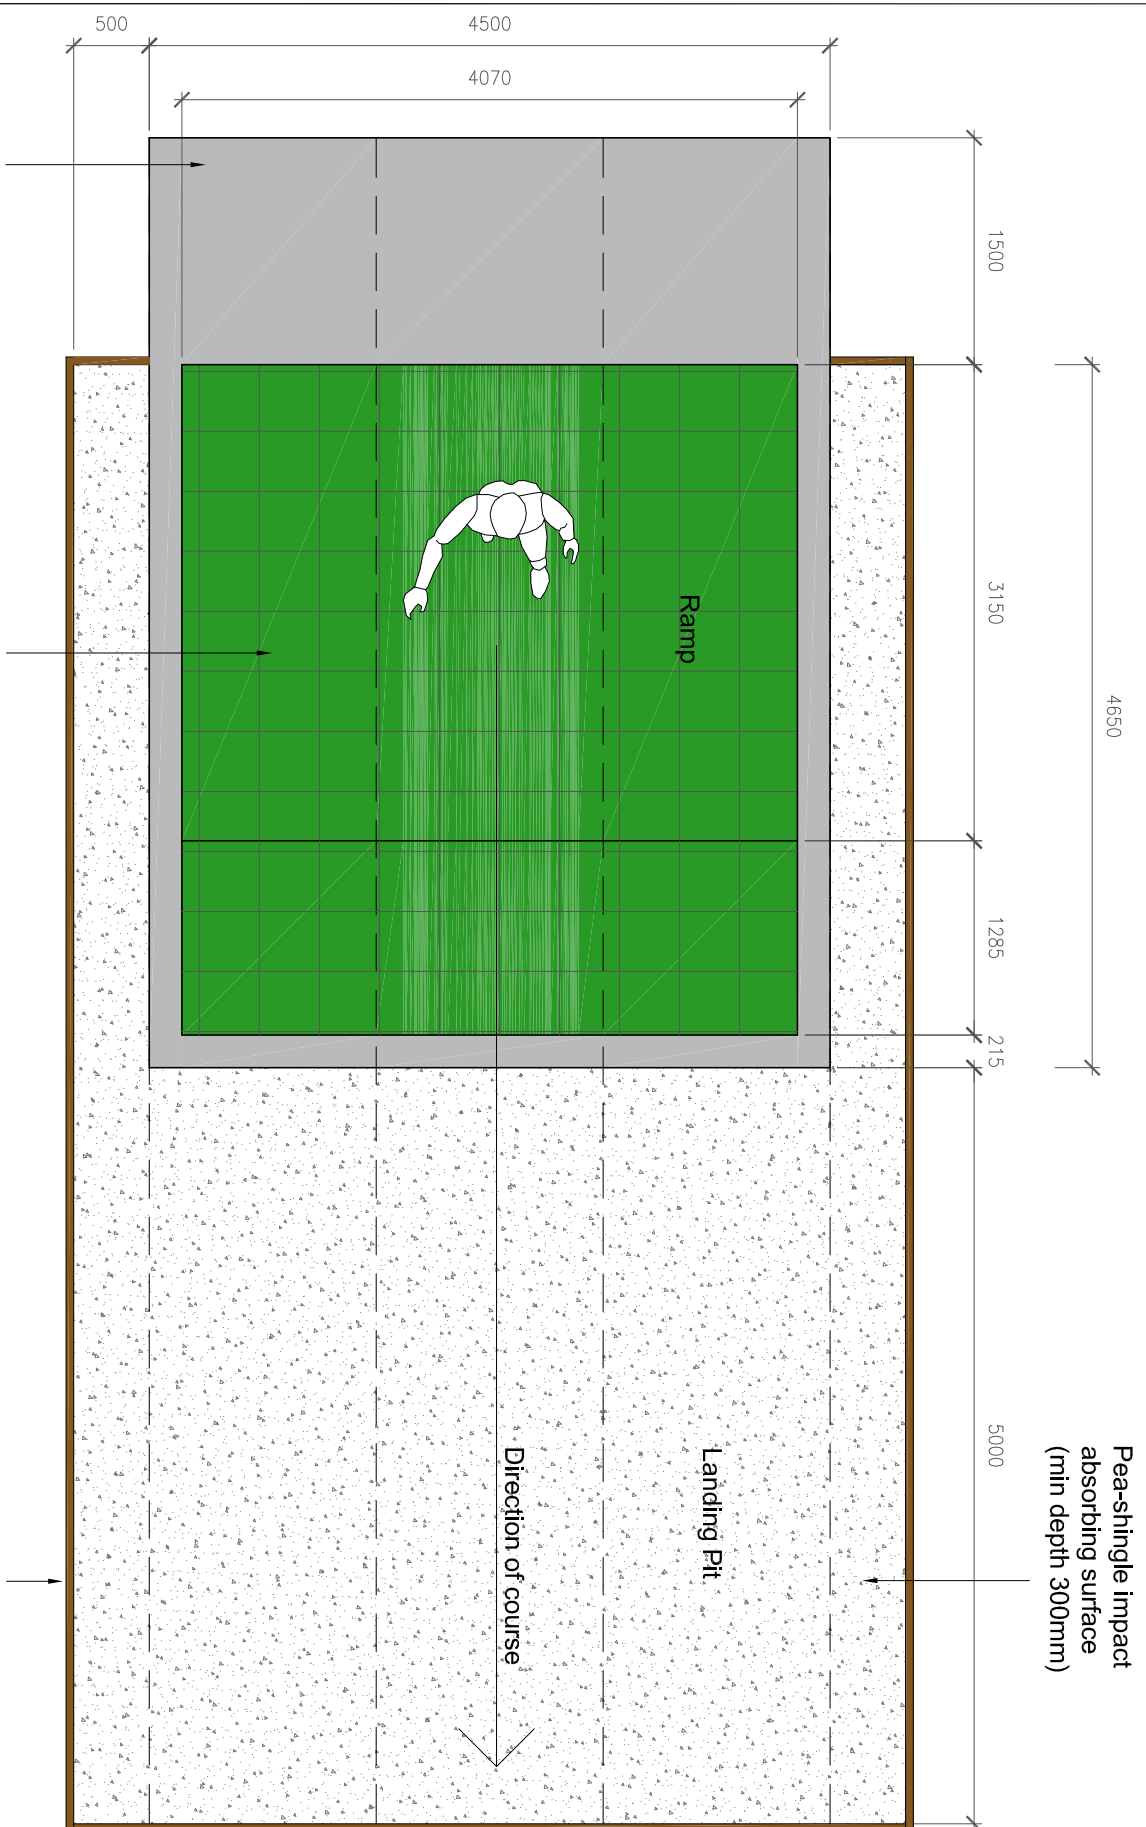 500
4500
4070
1500
3150
4650
1285
215
5000
Ramp
Landing Pit
Direction of course
Pea-shingle impact
absorbing surface
(min depth 300mm)